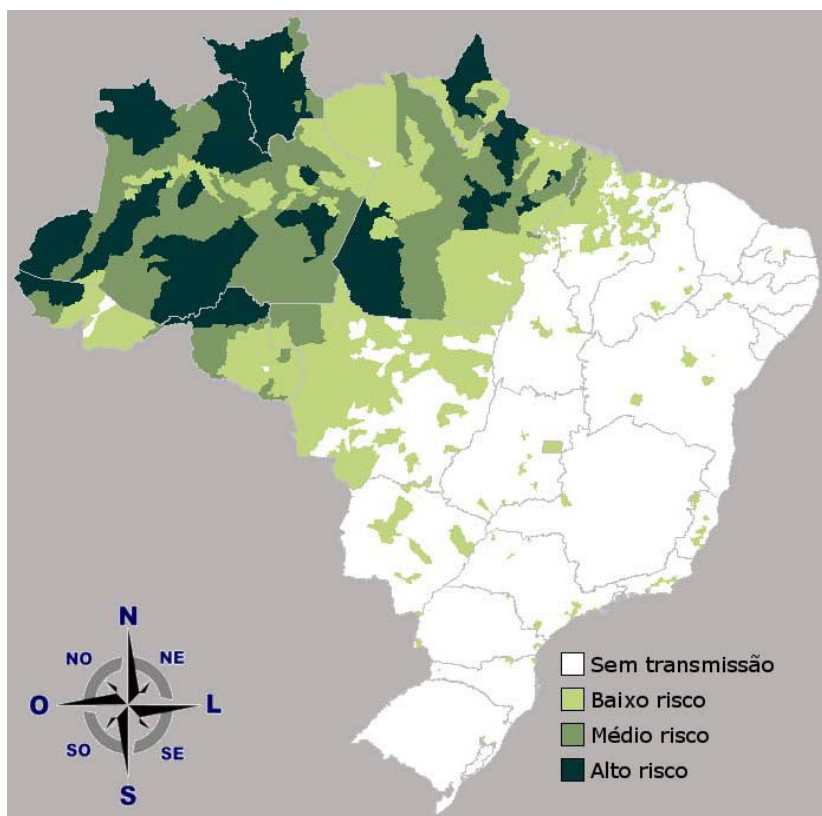 N
NO
NE
O
L
SO
SE
S
Sem transmissão
Baixo risco
Médio risco
Alto risco